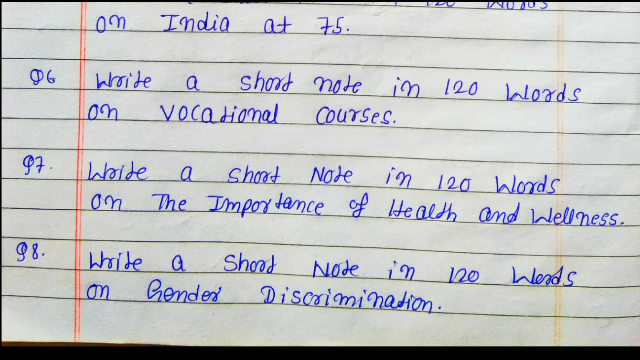 120 Words
on India at 75.
Q6 Write a short note in 120 Words
on Vocational Courses.
Q7. Write a Short Note in 120 Words
on The Importance of Health and Wellness.
Q8. Write a Short Note in 120 Words
on Gender Discrimination.